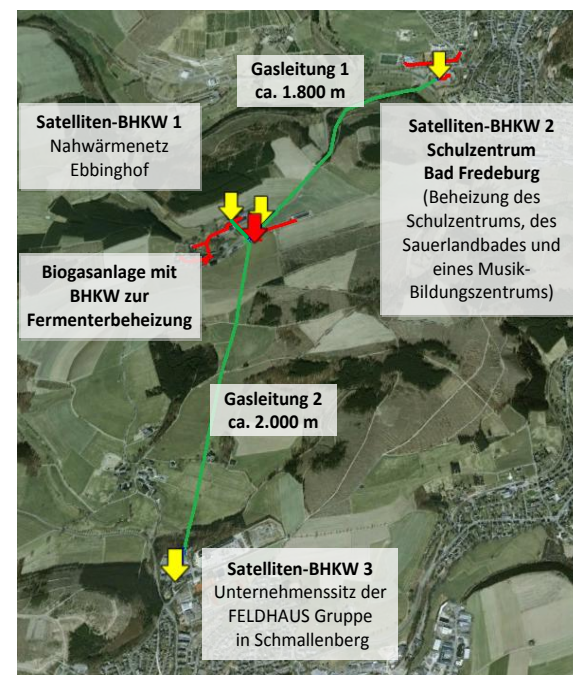 Gasleitung 1
ca. 1.800 m
Satelliten-BHKW 1
Nahwärmenetz
Ebbinghof
Satelliten-BHKW 2
Schulzentrum
Bad Fredeburg
(Beheizung des
Schulzentrums, des
Sauerlandbades und
eines Musik-
Bildungszentrums)
Biogasanlage mit
BHKW zur
Fermenterbeheizung
Gasleitung 2
ca. 2.000 m
Satelliten-BHKW 3
Unternehmenssitz der
FELDHAUS Gruppe
in Schmallenberg